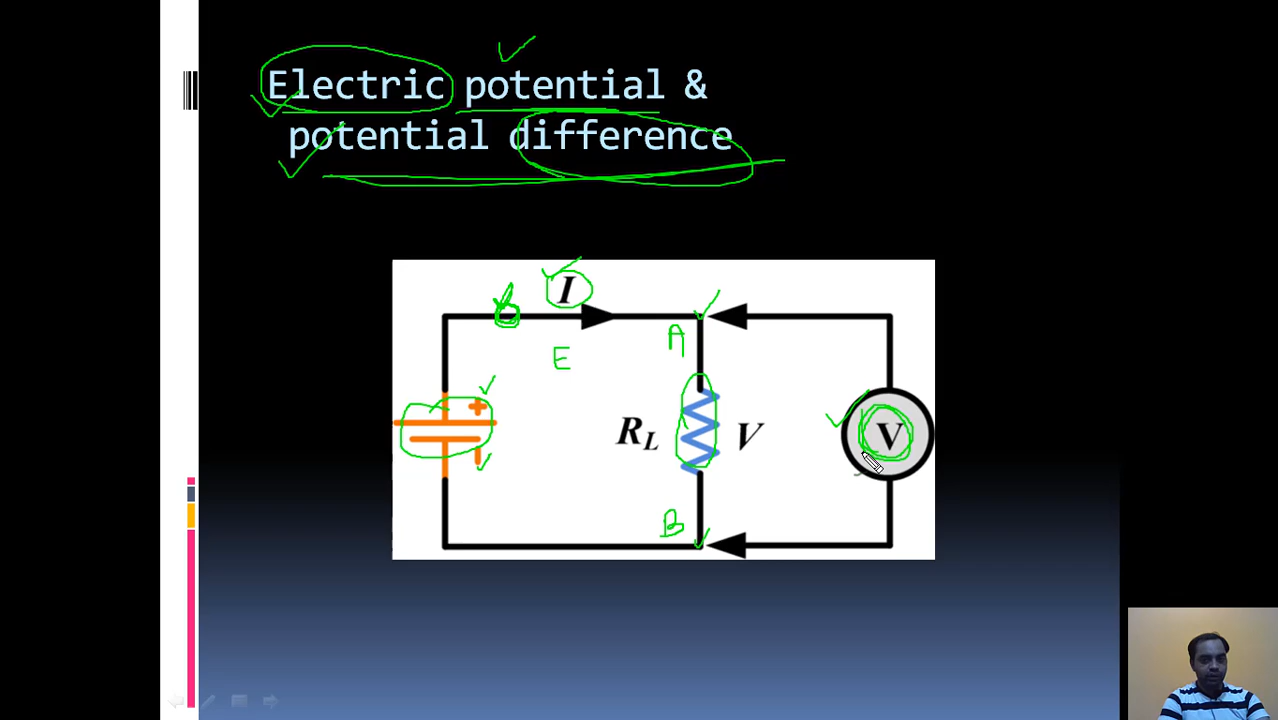 Electric potential &
potential difference
I
A
E
+
R_L
V
V
B